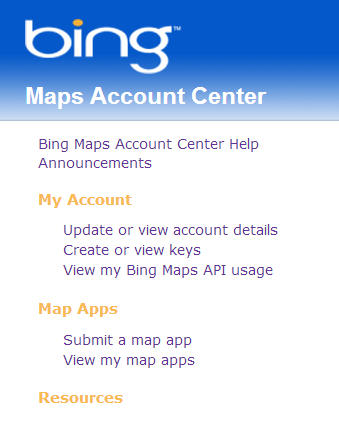 bing™
Maps Account Center
Bing Maps Account Center Help
Announcements
My Account
Update or view account details
Create or view keys
View my Bing Maps API usage
Map Apps
Submit a map app
View my map apps
Resources